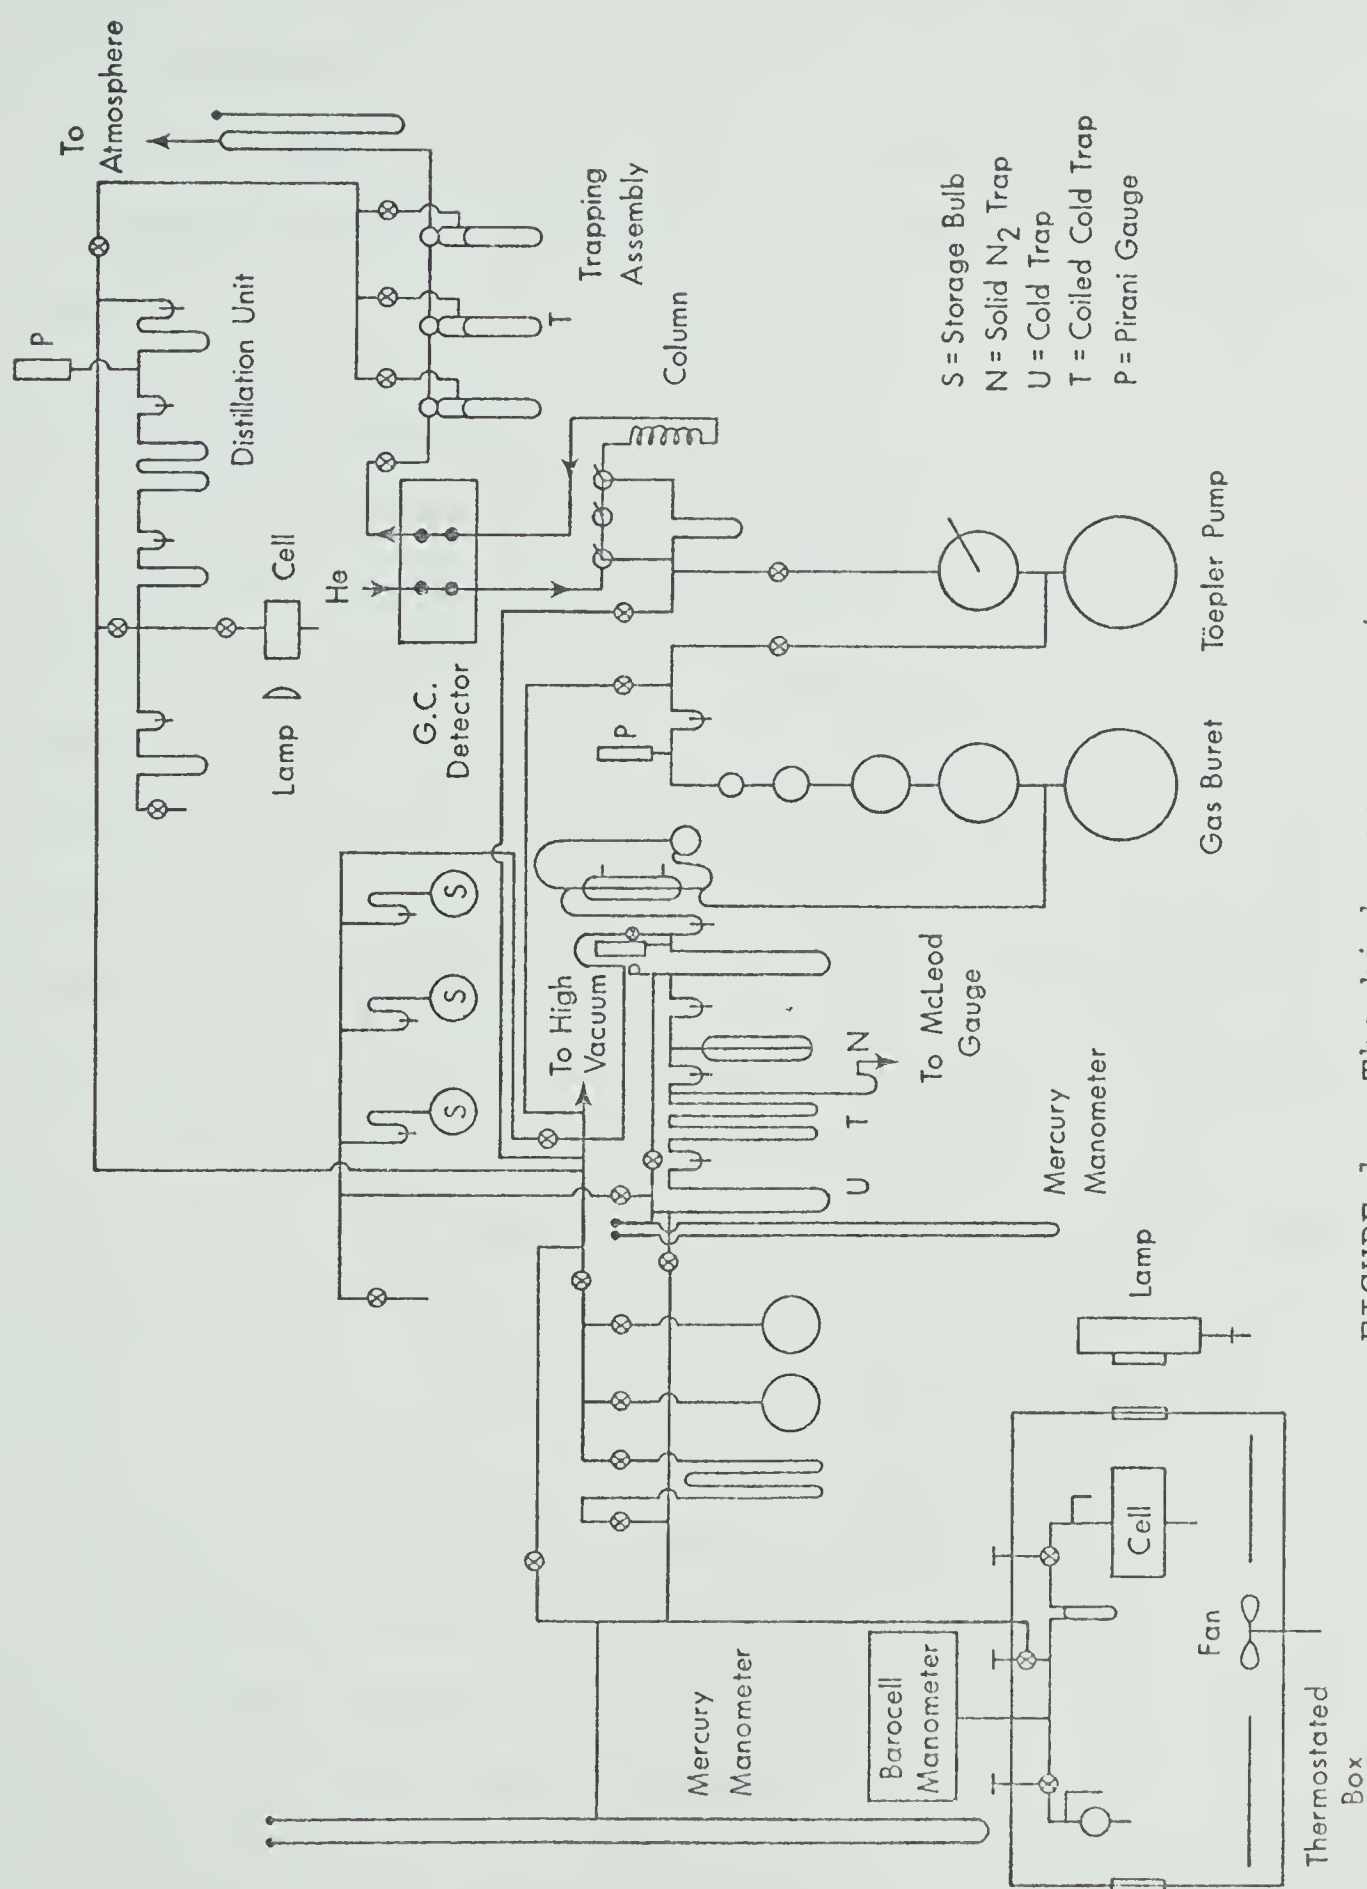 To
Atmosphere
P
Distillation Unit
Trapping
Assembly
T
Column
Lamp
Cell
He
G.C.
Detector
S = Storage Bulb
N = Solid N2 Trap
U = Cold Trap
T = Coiled Cold Trap
P = Pirani Gauge
S
S
S
To High
Vacuum
P
P
Töepler Pump
Gas Buret
U
T
N
To McLeod
Gauge
Mercury
Manometer
Lamp
Mercury
Manometer
Barocell
Manometer
Cell
Fan
Thermostated
Box